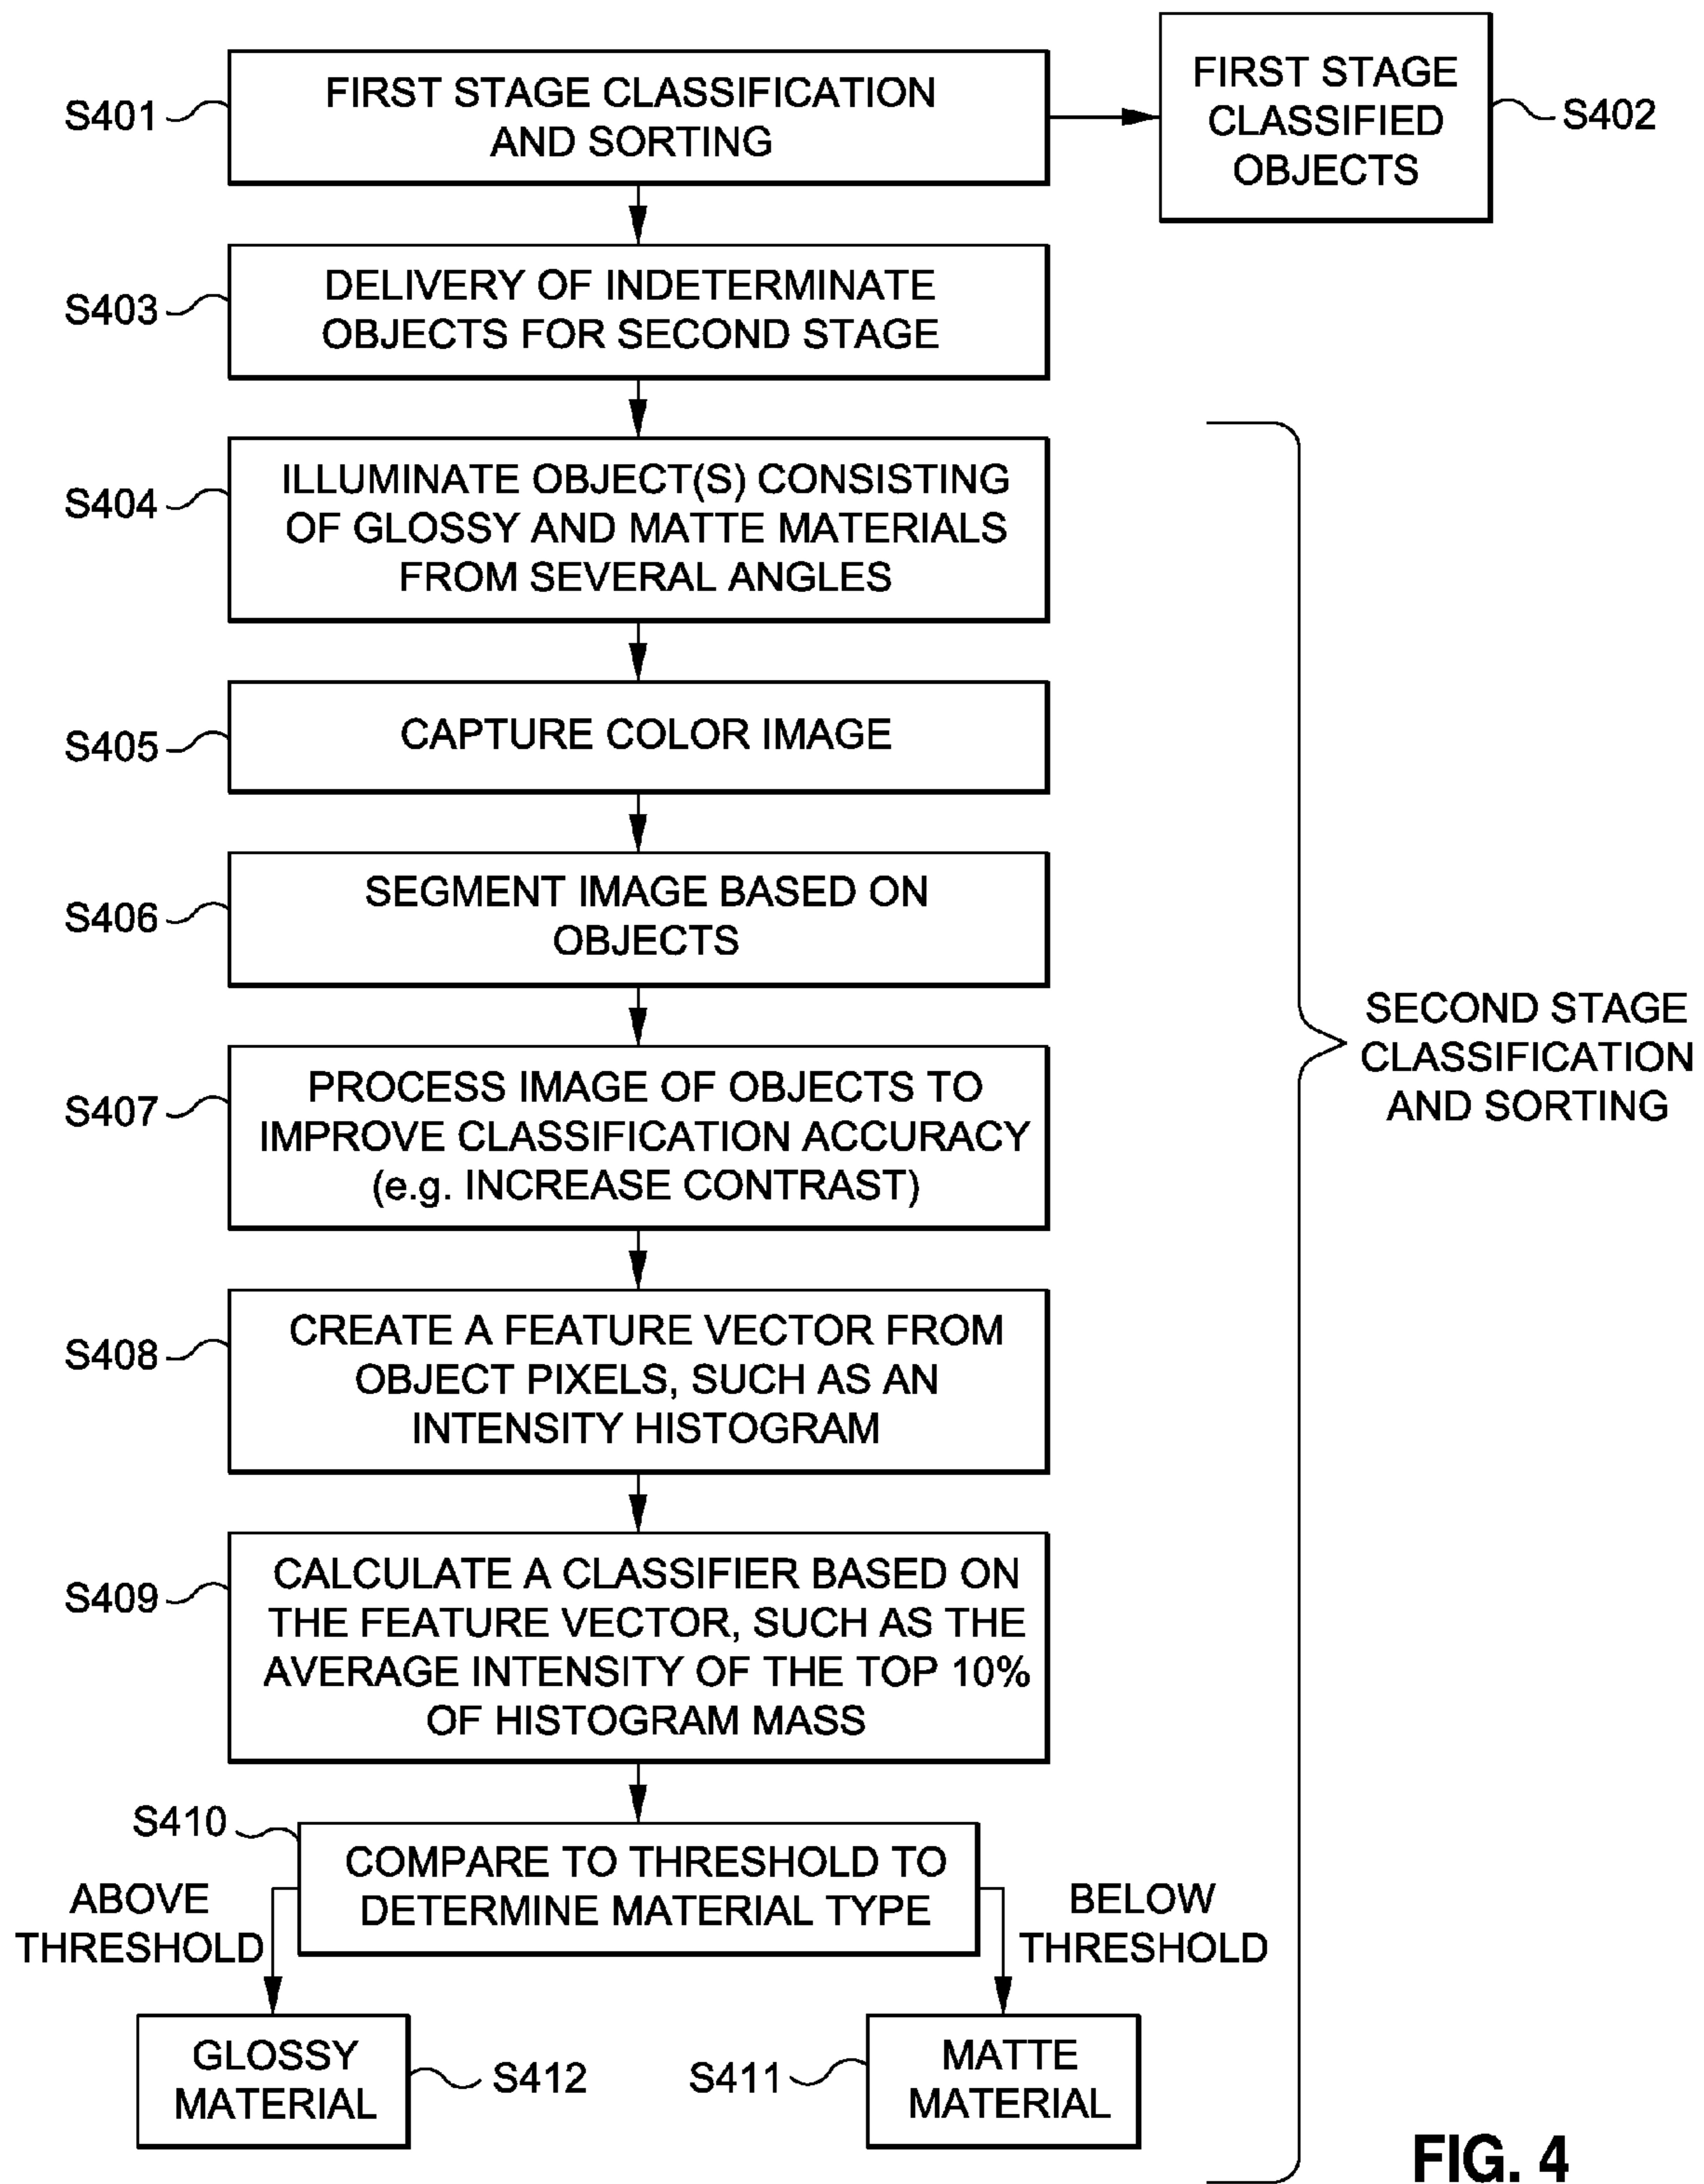 S401
FIRST STAGE CLASSIFICATION
AND SORTING
FIRST STAGE
CLASSIFIED
OBJECTS
S402
S403
DELIVERY OF INDETERMINATE
OBJECTS FOR SECOND STAGE
S404
ILLUMINATE OBJECT(S) CONSISTING
OF GLOSSY AND MATTE MATERIALS
FROM SEVERAL ANGLES
S405
CAPTURE COLOR IMAGE
S406
SEGMENT IMAGE BASED ON
OBJECTS
S407
PROCESS IMAGE OF OBJECTS TO
IMPROVE CLASSIFICATION ACCURACY
(e.g. INCREASE CONTRAST)
SECOND STAGE
CLASSIFICATION
AND SORTING
S408
CREATE A FEATURE VECTOR FROM
OBJECT PIXELS, SUCH AS AN
INTENSITY HISTOGRAM
S409
CALCULATE A CLASSIFIER BASED ON
THE FEATURE VECTOR, SUCH AS THE
AVERAGE INTENSITY OF THE TOP 10%
OF HISTOGRAM MASS
S410
COMPARE TO THRESHOLD TO
DETERMINE MATERIAL TYPE
ABOVE
THRESHOLD
BELOW
THRESHOLD
GLOSSY
MATERIAL
S412
S411
MATTE
MATERIAL
FIG. 4